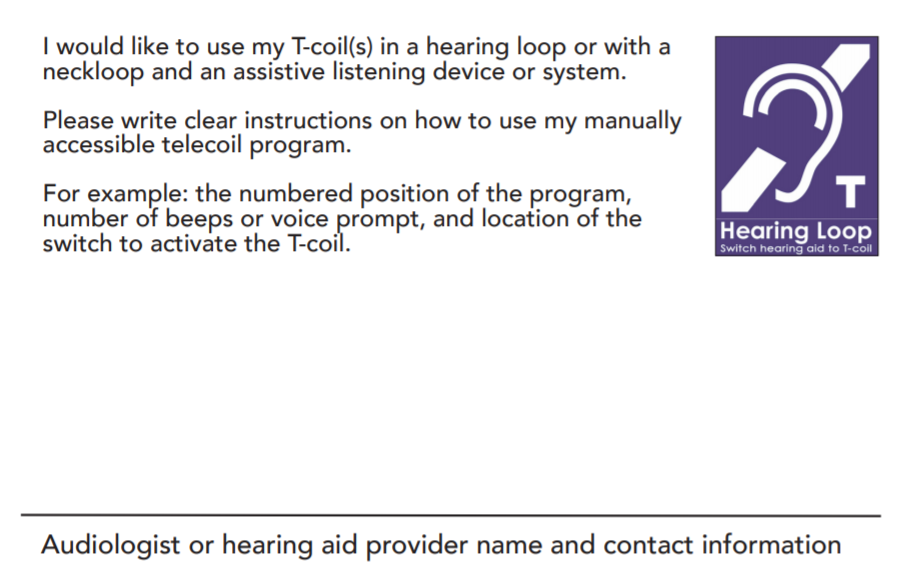 I would like to use my T-coil(s) in a hearing loop or with a
neckloop and an assistive listening device or system.
Please write clear instructions on how to use my manually
accessible telecoil program.
For example: the numbered position of the program,
number of beeps or voice prompt, and location of the
switch to activate the T-coil.
T
Hearing Loop
Switch hearing aid to T-coil
Audiologist or hearing aid provider name and contact information